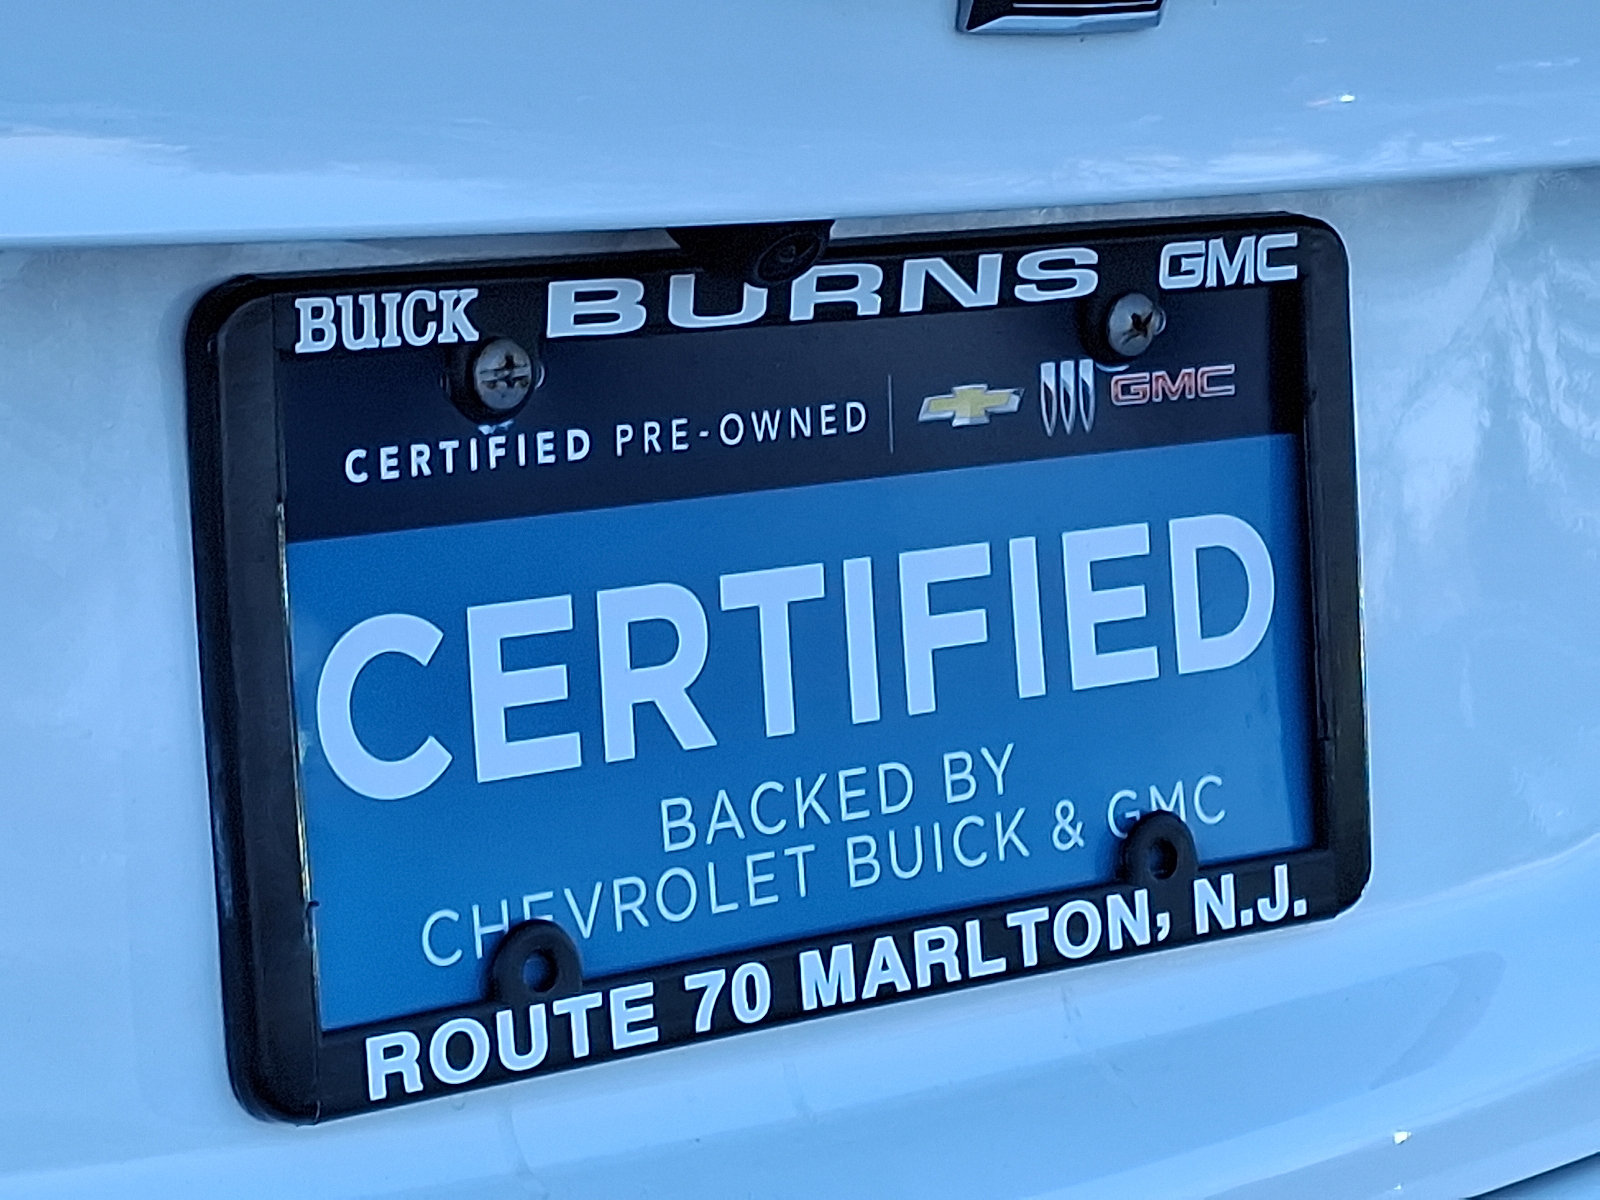 BUICK BURNS GMC
CERTIFIED PRE-OWNED GMC
CERTIFIED
BACKED BY
CHEVROLET BUICK & GMC
ROUTE 70 MARLTON, N.J.